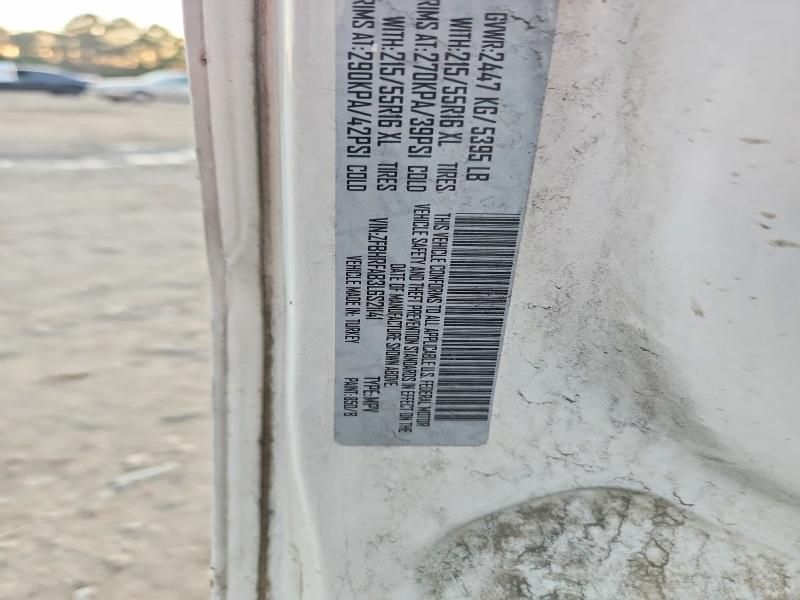 GVWR:2447 KG/ 5395 LB
WITH:215/55R16 XL TIRES
RIMS AT:270KPA/39PSI COLD
WITH:215/55R16 XL TIRES
RIMS AT:290KPA/42PSI COLD
THIS VEHICLE CONFORMS TO ALL APPLICABLE U.S. FEDERAL MOTOR
VEHICLE SAFETY AND THEFT PREVENTION STANDARDS IN EFFECT ON THE
DATE OF MANUFACTURE SHOWN ABOVE
TYPE:MPV
VEHICLE MADE IN: TURKEY
PAINT: